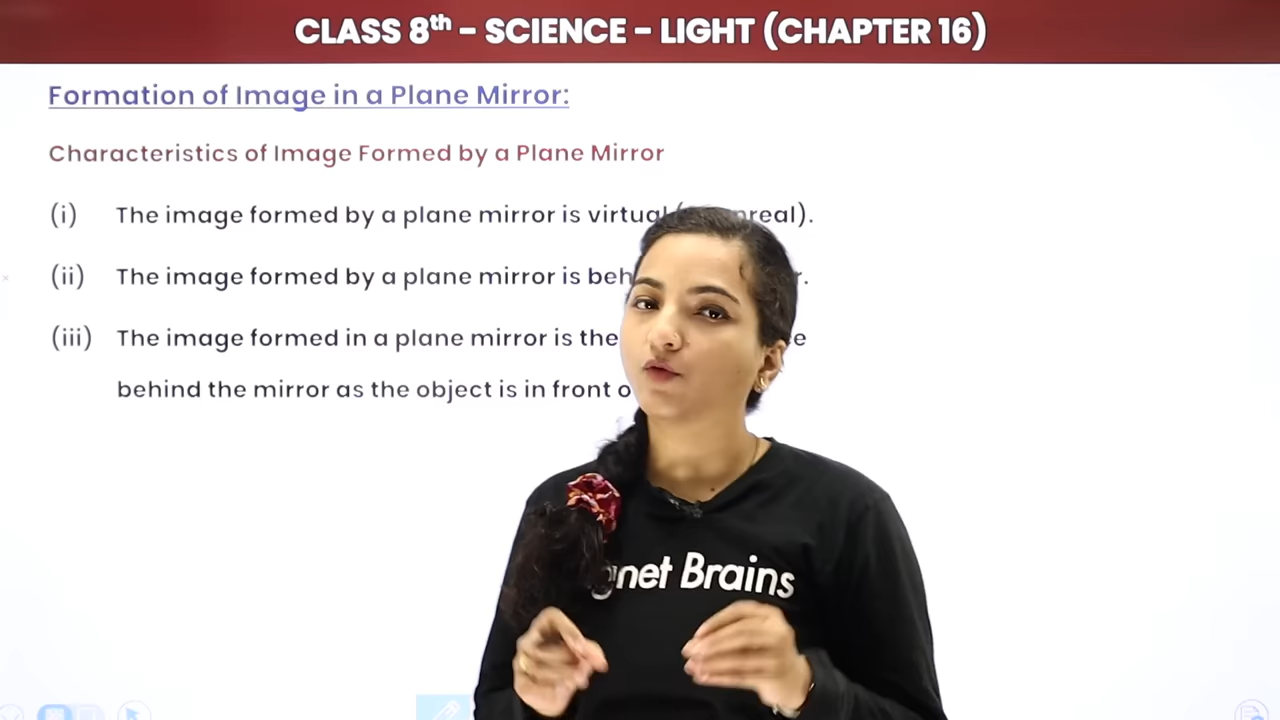 CLASS 8th – SCIENCE – LIGHT (CHAPTER 16)
Formation of Image in a Plane Mirror:
Characteristics of Image Formed by a Plane Mirror
(i) The image formed by a plane mirror is virtual
(ii) The image formed by a plane mirror is
(iii) The image formed in a plane mirror is the
behind the mirror as the object is in front
Brains